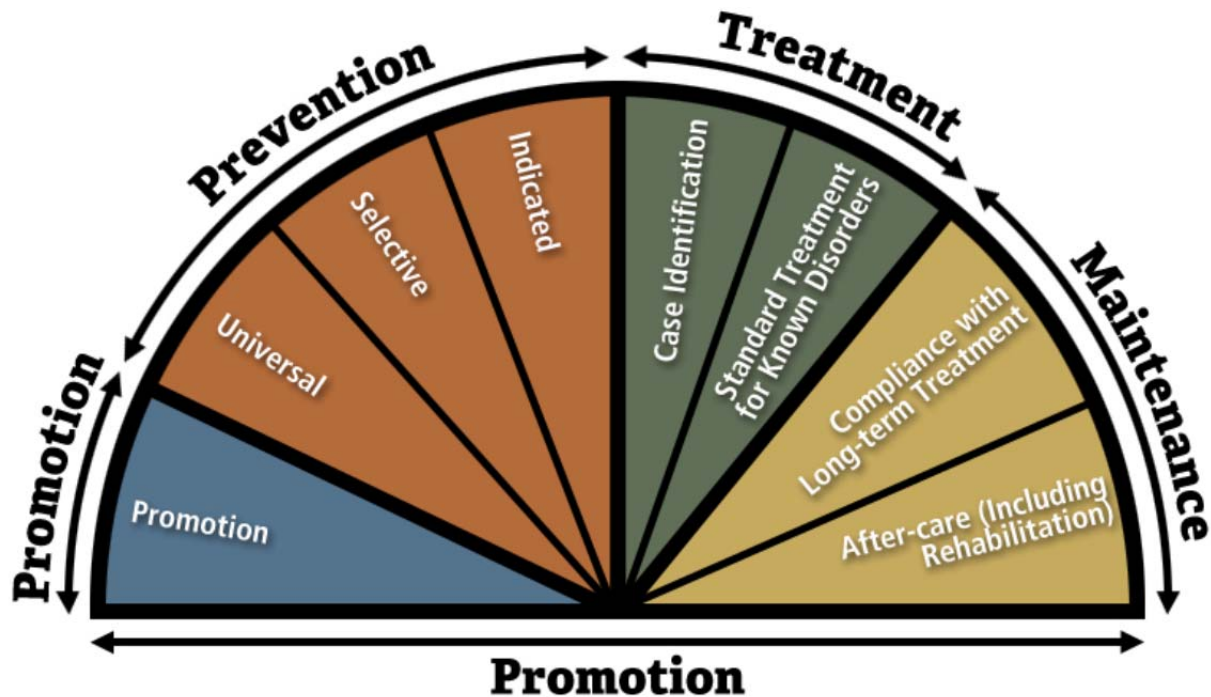 Promotion
Prevention
Treatment
Maintenance
Promotion
Universal
Selective
Indicated
Case Identification
Standard Treatment
for Known Disorders
Compliance with
Long-term Treatment
After-care (Including
Rehabilitation)
Promotion